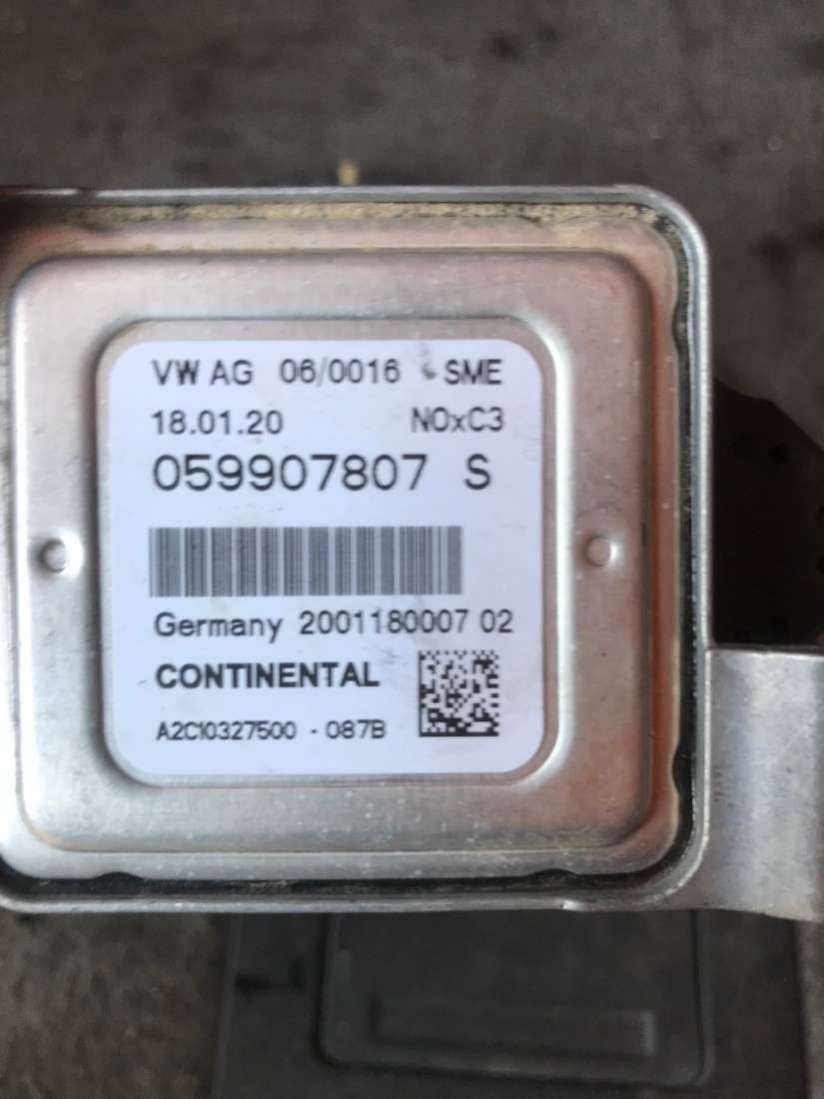 VW AG 06/0016 - SME
18.01.20 NOxC3
059907807 S
Germany 2001180007 02
CONTINENTAL
A2C10327500 - 087B